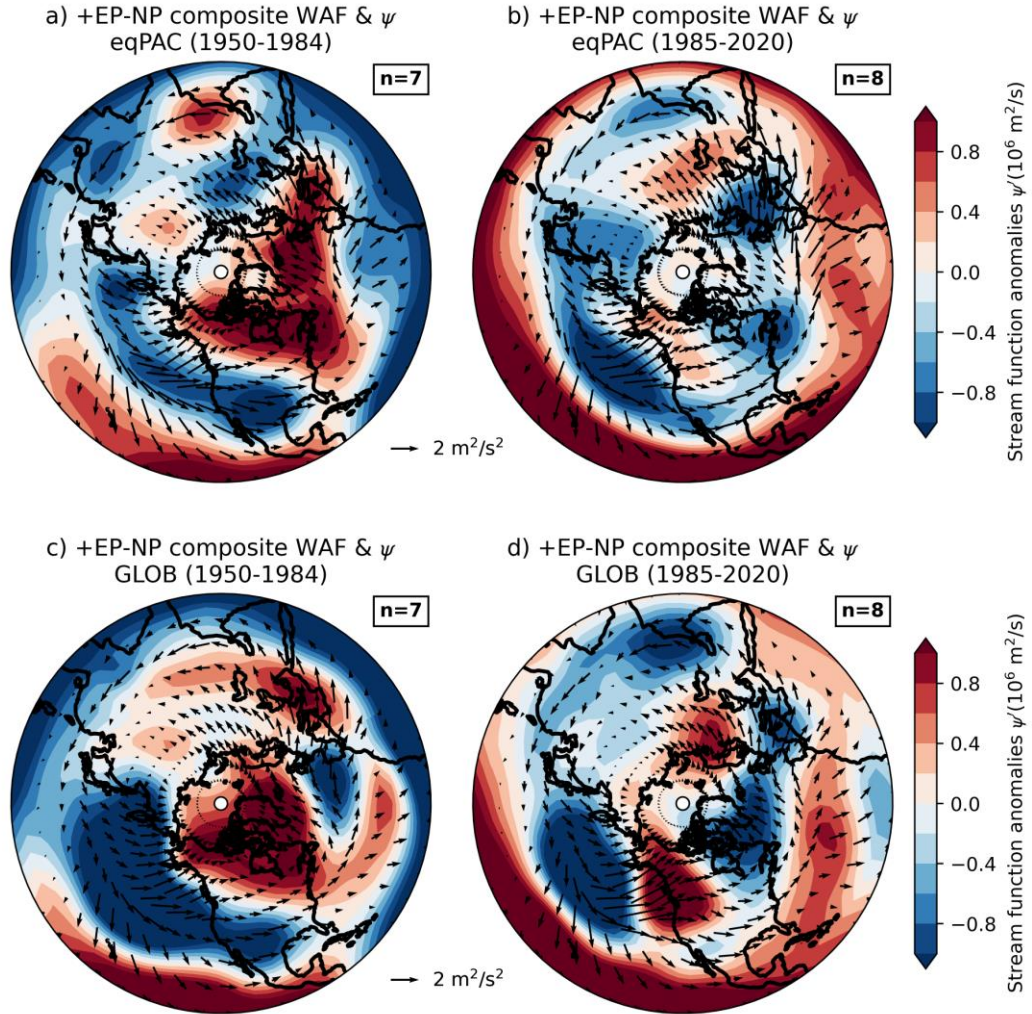 a) +EP-NP composite WAF & ψ
eqPAC (1950-1984)
n=7
b) +EP-NP composite WAF & ψ
eqPAC (1985-2020)
n=8
2 m²/s²
0.8
0.4
0.0
−0.4
−0.8
Stream function anomalies ψ′(10⁶ m²/s)
c) +EP-NP composite WAF & ψ
GLOB (1950-1984)
n=7
d) +EP-NP composite WAF & ψ
GLOB (1985-2020)
n=8
2 m²/s²
0.8
0.4
0.0
−0.4
−0.8
Stream function anomalies ψ′(10⁶ m²/s)